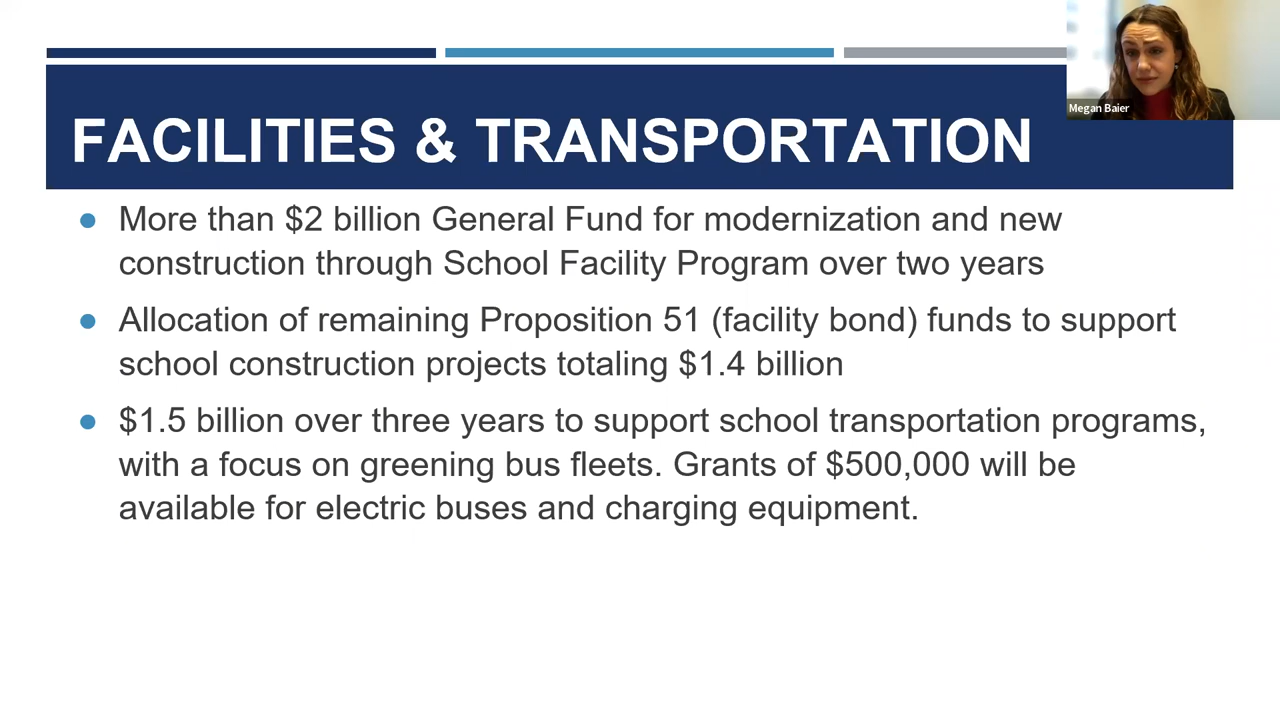 Megan Baier
FACILITIES & TRANSPORTATION
● More than $2 billion General Fund for modernization and new
construction through School Facility Program over two years
● Allocation of remaining Proposition 51 (facility bond) funds to support
school construction projects totaling $1.4 billion
● $1.5 billion over three years to support school transportation programs,
with a focus on greening bus fleets. Grants of $500,000 will be
available for electric buses and charging equipment.